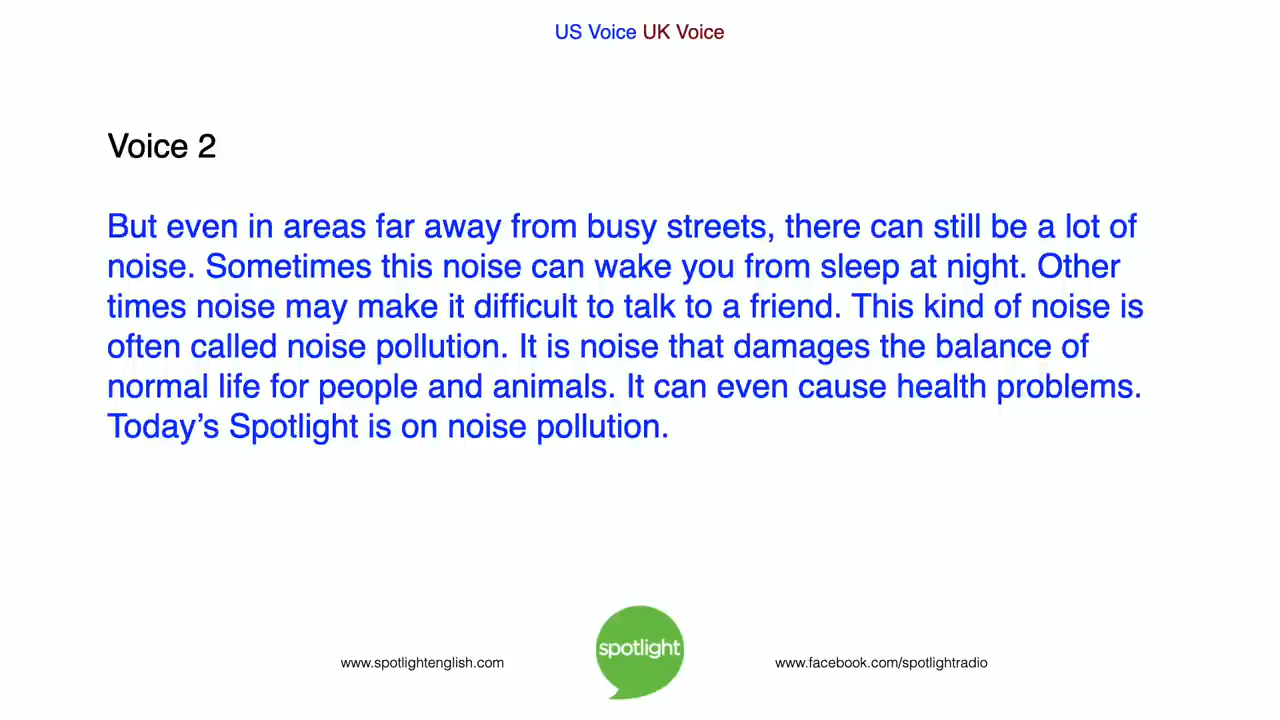 US Voice UK Voice
Voice 2
But even in areas far away from busy streets, there can still be a lot of
noise. Sometimes this noise can wake you from sleep at night. Other
times noise may make it difficult to talk to a friend. This kind of noise is
often called noise pollution. It is noise that damages the balance of
normal life for people and animals. It can even cause health problems.
Today’s Spotlight is on noise pollution.
spotlight
www.spotlightenglish.com
www.facebook.com/spotlightradio